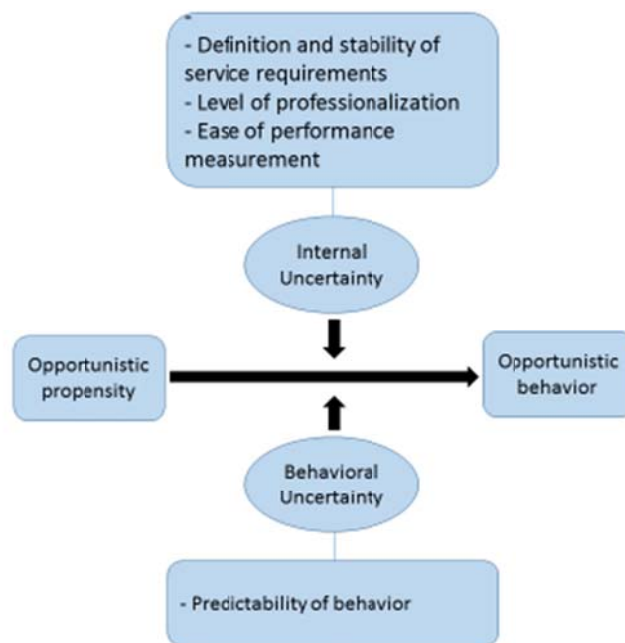 -
- Definition and stability of
service requirements
- Level of professionalization
- Ease of performance
measurement
Internal
Uncertainty
Opportunistic
propensity
Opportunistic
behavior
Behavioral
Uncertainty
- Predictability of behavior